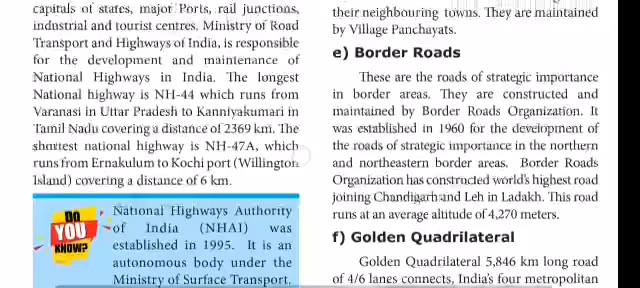 capitals of states, major Ports, rail junctions,
industrial and tourist centres. Ministry of Road
Transport and Highways of India, is responsible
for the development and maintenance of
National Highways in India. The longest
National highway is NH-44 which runs from
Varanasi in Uttar Pradesh to Kanniyakumari in
Tamil Nadu covering a distance of 2369 km. The
shortest national highway is NH-47A, which
runs from Ernakulum to Kochi port (Willington
Island) covering a distance of 6 km.
DO
YOU
KNOW?
National Highways Authority
of India (NHAI) was
established in 1995. It is an
autonomous body under the
Ministry of Surface Transport.
their neighbouring towns. They are maintained
by Village Panchayats.
e) Border Roads
These are the roads of strategic importance
in border areas. They are constructed and
maintained by Border Roads Organization. It
was established in 1960 for the development of
the roads of strategic importance in the northern
and northeastern border areas. Border Roads
Organization has constructed world's highest road
joining Chandigarh and Leh in Ladakh. This road
runs at an average altitude of 4,270 meters.
f) Golden Quadrilateral
Golden Quadrilateral 5,846 km long road
of 4/6 lanes connects, India's four metropolitan